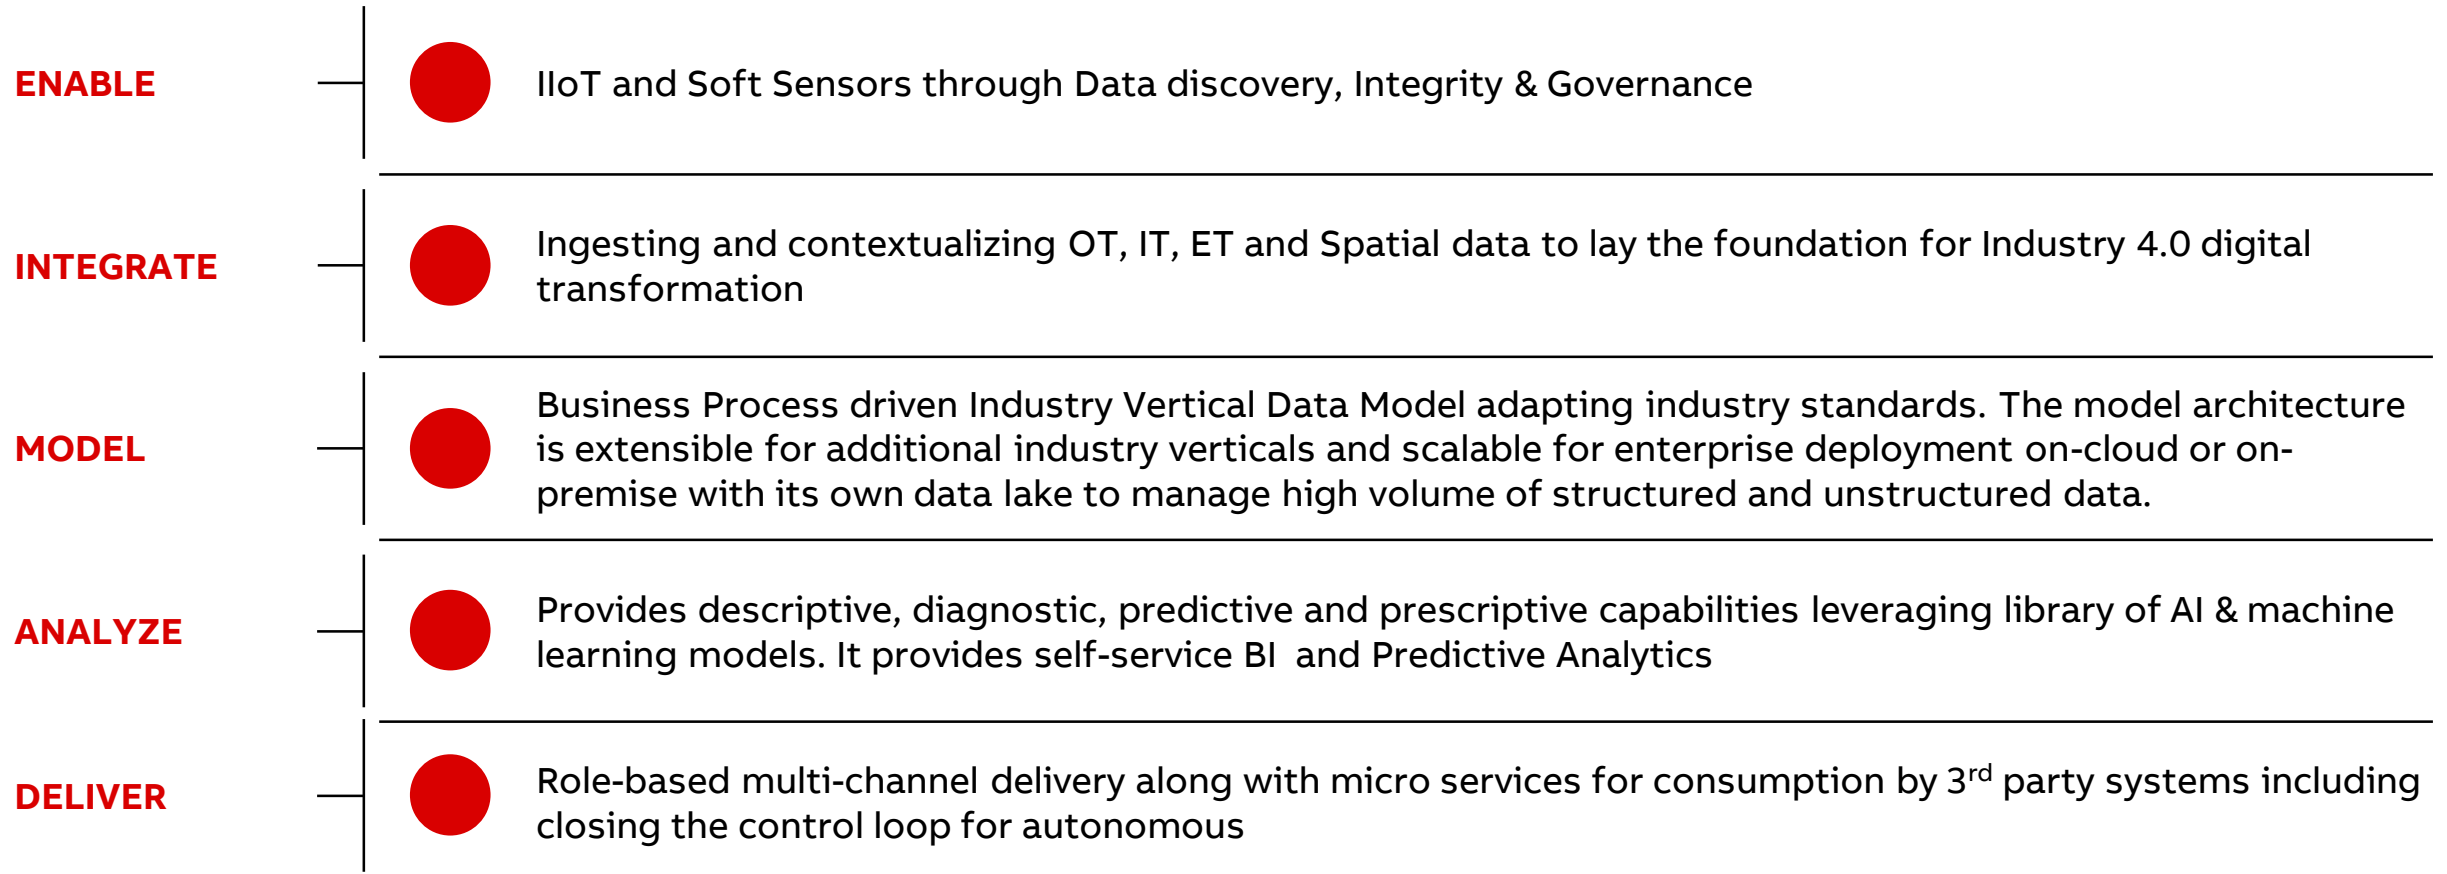 ENABLE
IIoT and Soft Sensors through Data discovery, Integrity & Governance
INTEGRATE
Ingesting and contextualizing OT, IT, ET and Spatial data to lay the foundation for Industry 4.0 digital
transformation
MODEL
Business Process driven Industry Vertical Data Model adapting industry standards. The model architecture
is extensible for additional industry verticals and scalable for enterprise deployment on-cloud or on-
premise with its own data lake to manage high volume of structured and unstructured data.
ANALYZE
Provides descriptive, diagnostic, predictive and prescriptive capabilities leveraging library of AI & machine
learning models. It provides self-service BI  and Predictive Analytics
DELIVER
Role-based multi-channel delivery along with micro services for consumption by 3rd party systems including
closing the control loop for autonomous